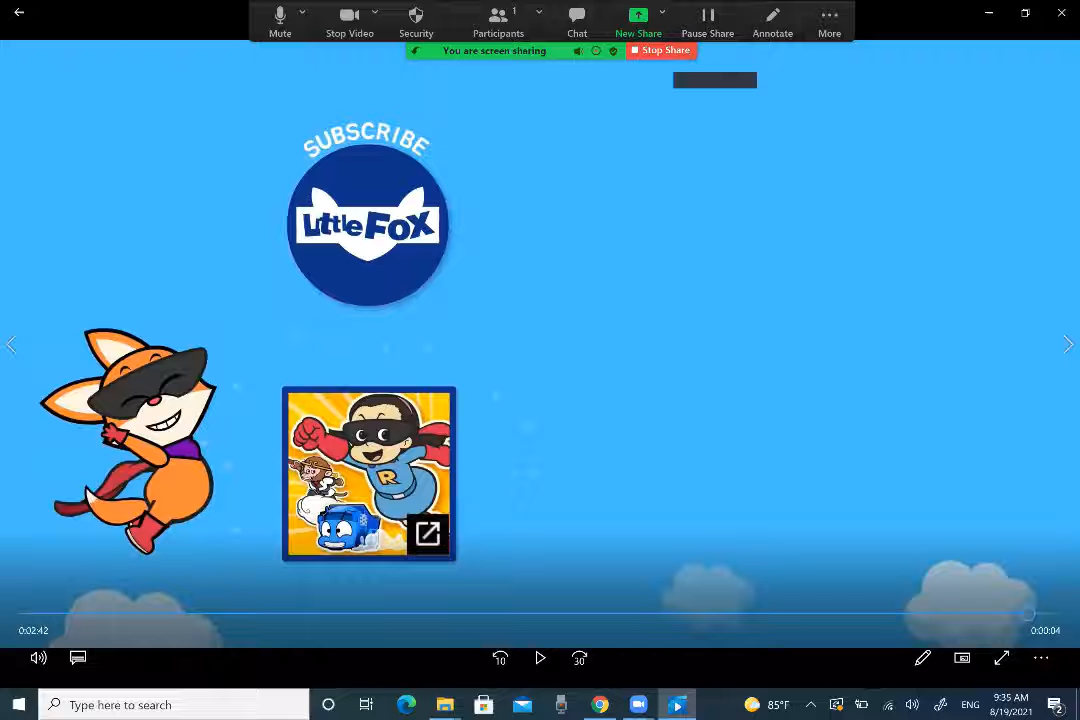 1
Mute
Stop Video
Security
Participants
Chat
New Share
Pause Share
Annotate
More
You are screen sharing
Stop Share
SUBSCRIBE
LittleFox
R
0:02:42
0:00:04
10
30
Type here to search
85°F
ENG
9:35 AM
8/19/2021
2